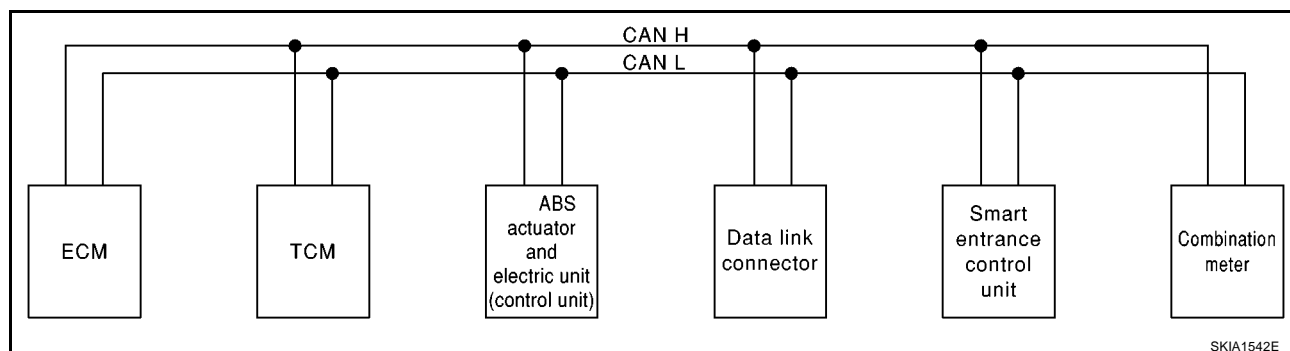 CAN H
CAN L
ECM
TCM
ABS
actuator
and
electric unit
(control unit)
Data link
connector
Smart
entrance
control
unit
Combination
meter
SKIA1542E